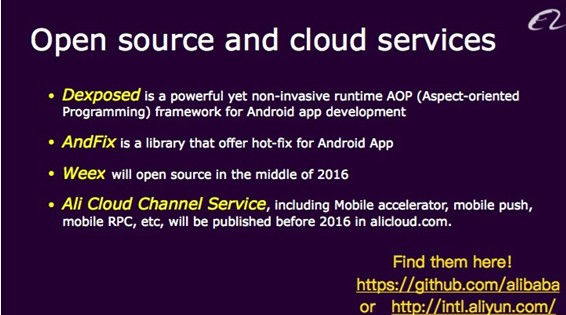 Open source and cloud services
• Dexposed is a powerful yet non-invasive runtime AOP (Aspect-oriented
Programming) framework for Android app development
• AndFix is a library that offer hot-fix for Android App
• Weex will open source in the middle of 2016
• Ali Cloud Channel Service, including Mobile accelerator, mobile push,
mobile RPC, etc, will be published before 2016 in alicloud.com.
Find them here!
https://github.com/alibaba
or http://intl.aliyun.com/